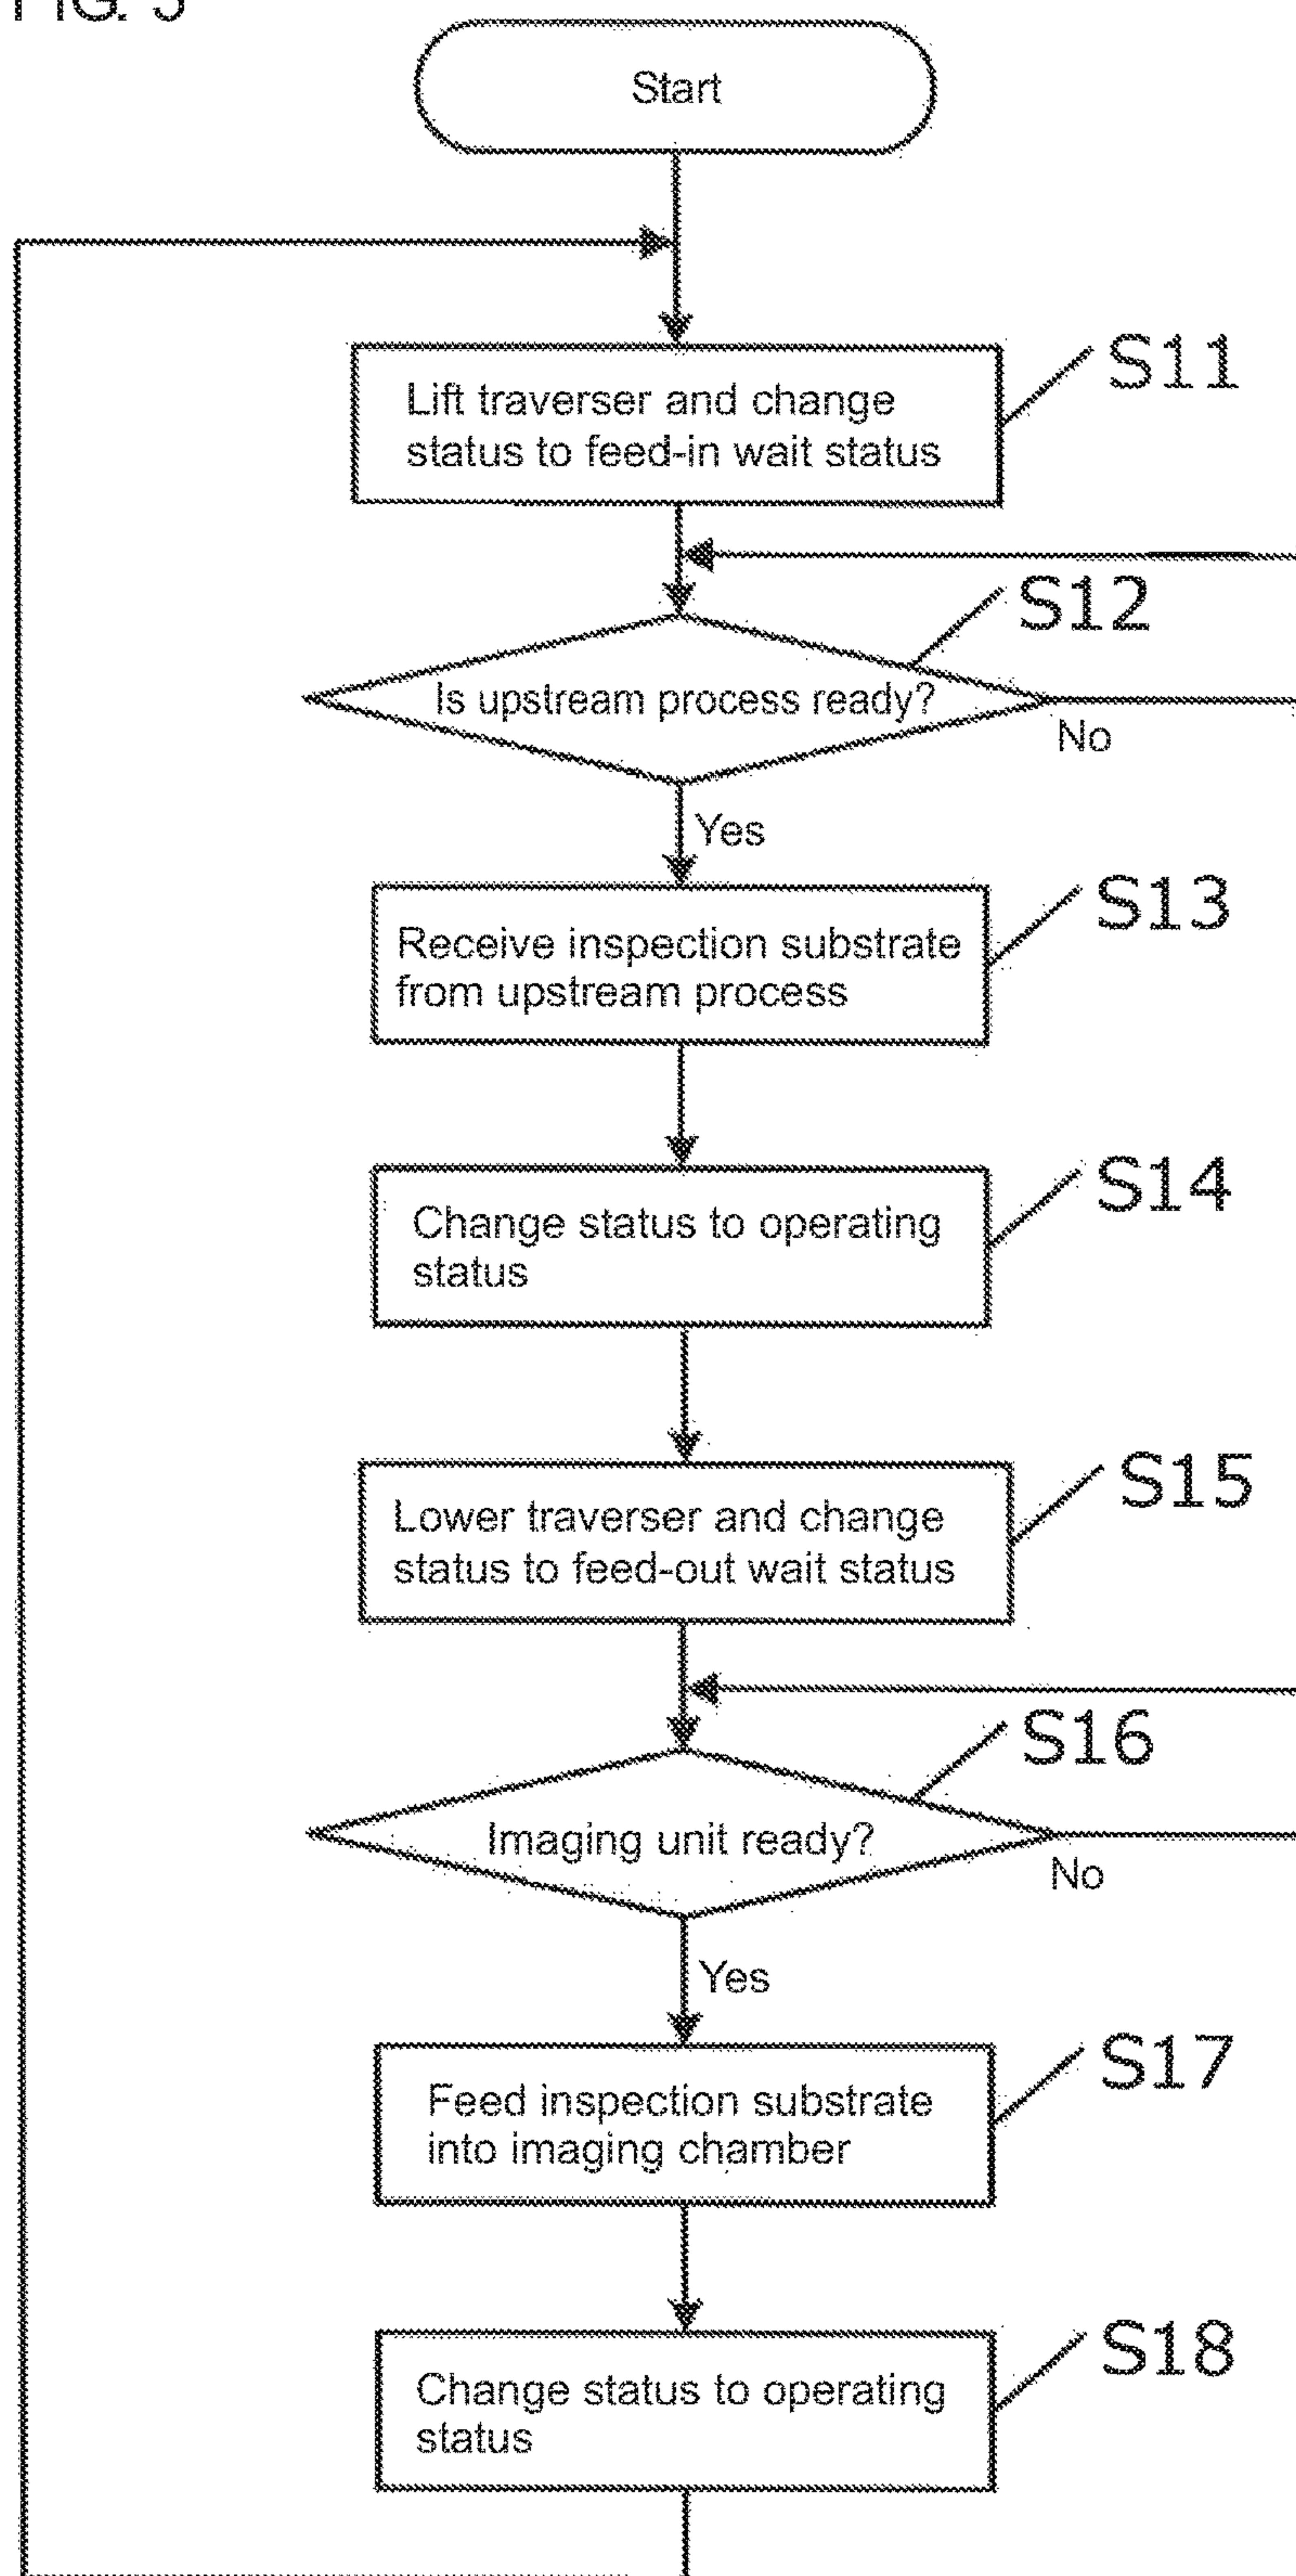 FIG. 5
Start
S11
Lift traverser and change
status to feed-in wait status
S12
Is upstream process ready?
No
Yes
S13
Receive inspection substrate
from upstream process
S14
Change status to operating
status
S15
Lower traverser and change
status to feed-out wait status
S16
Imaging unit ready?
No
Yes
S17
Feed inspection substrate
into imaging chamber
S18
Change status to operating
status